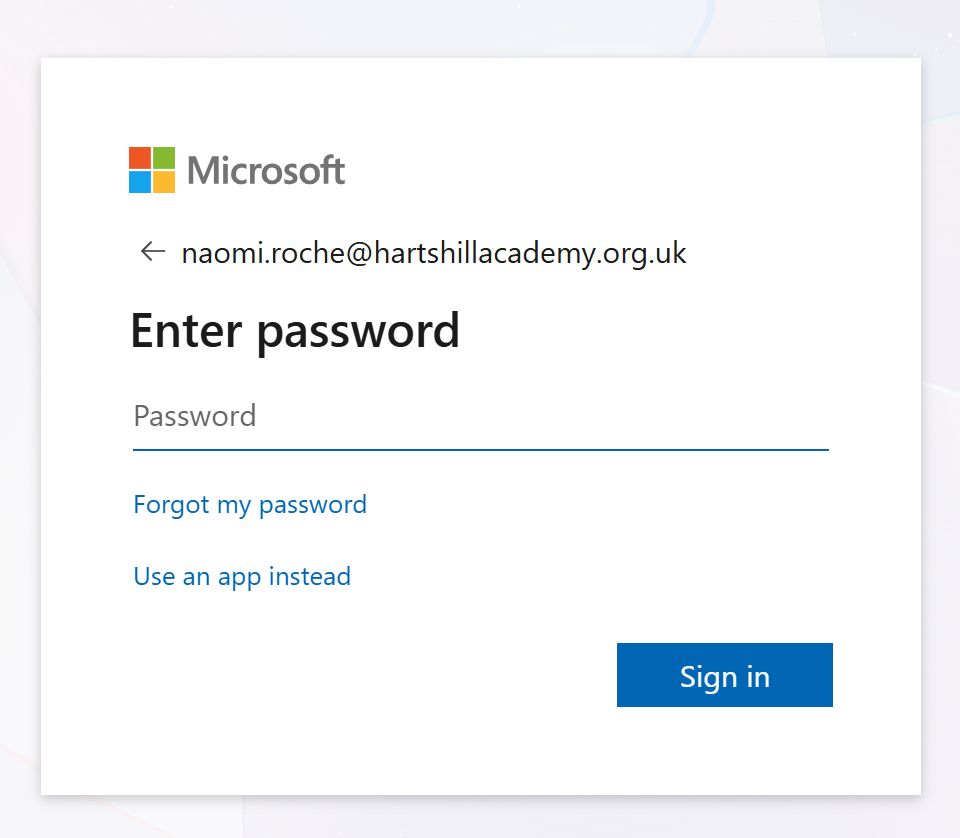 Microsoft
naomi.roche@hartshillacademy.org.uk
Enter password
Password
Forgot my password
Use an app instead
Sign in